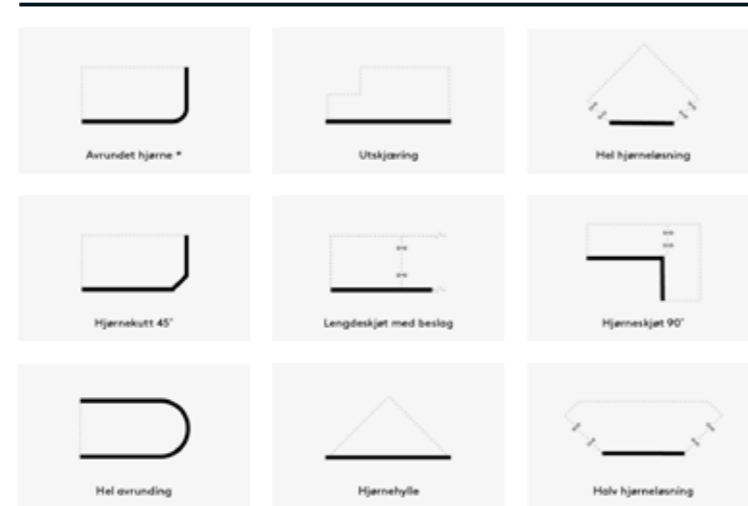 Avrundet hjørne *
Utskjæring
Hel hjørneløsning
Hjørnekutt 45°
Lengdeskjøt med beslag
Hjørneskjøt 90°
Hel avrunding
Hjørnehylle
Halv hjørneløsning